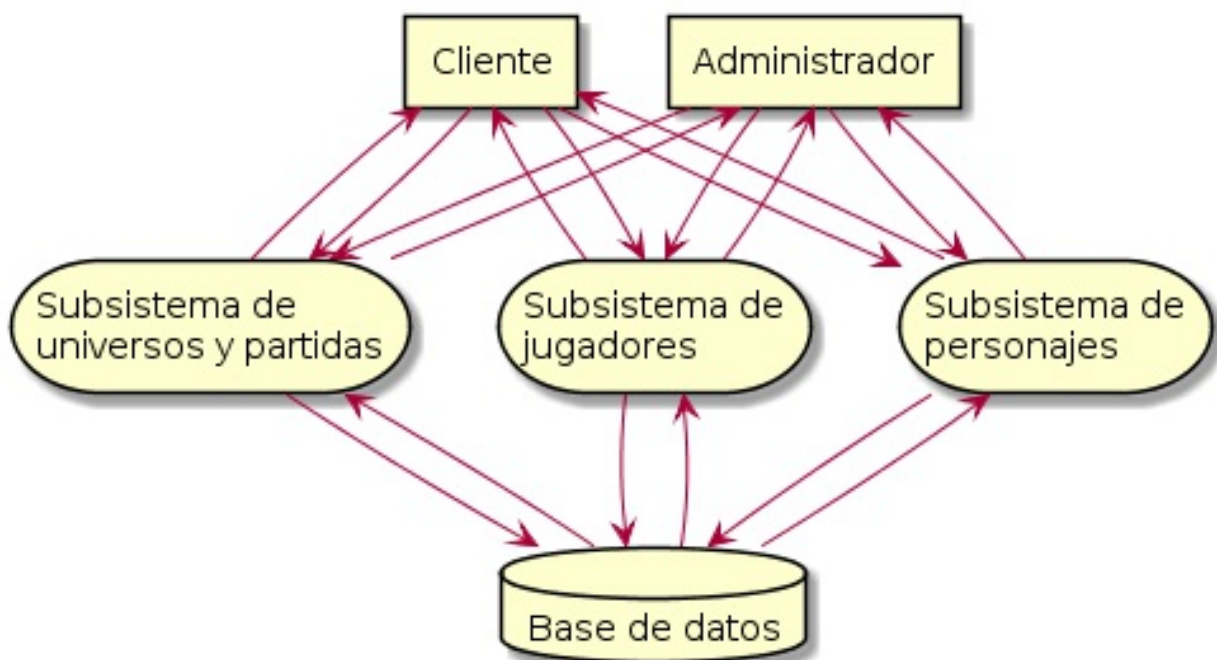 Cliente
Administrador
Subsistema de
universos y partidas
Subsistema de
jugadores
Subsistema de
personajes
Base de datos